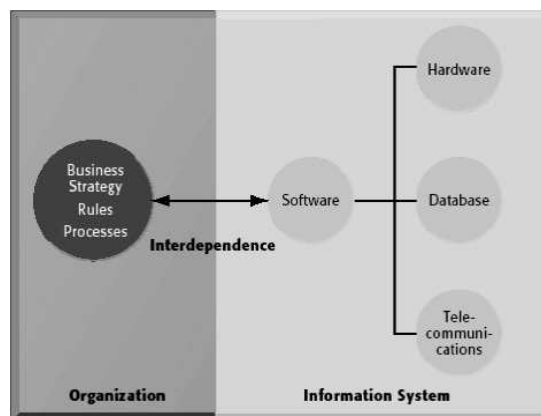 Business
Strategy
Rules
Processes
Interdependence
Software
Hardware
Database
Tele-
communi-
cations
Organization
Information System